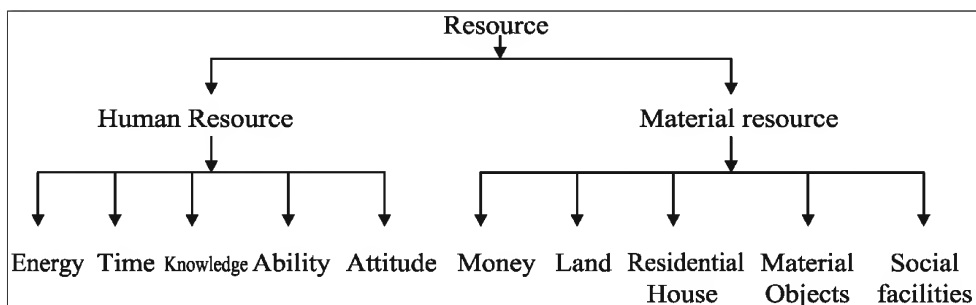 Resource
Human Resource Material resource
Energy Time Knowledge Ability Attitude Money Land Residential House Material Objects Social facilities